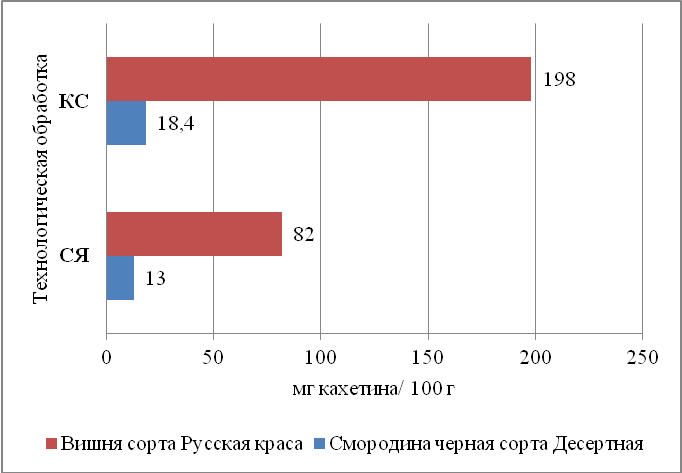 Технологическая обработка
КС
198
18,4
СЯ
82
13
0 50 100 150 200 250
мг кахетина/ 100 г
Вишня сорта Русская краса Смородина черная сорта Десертная